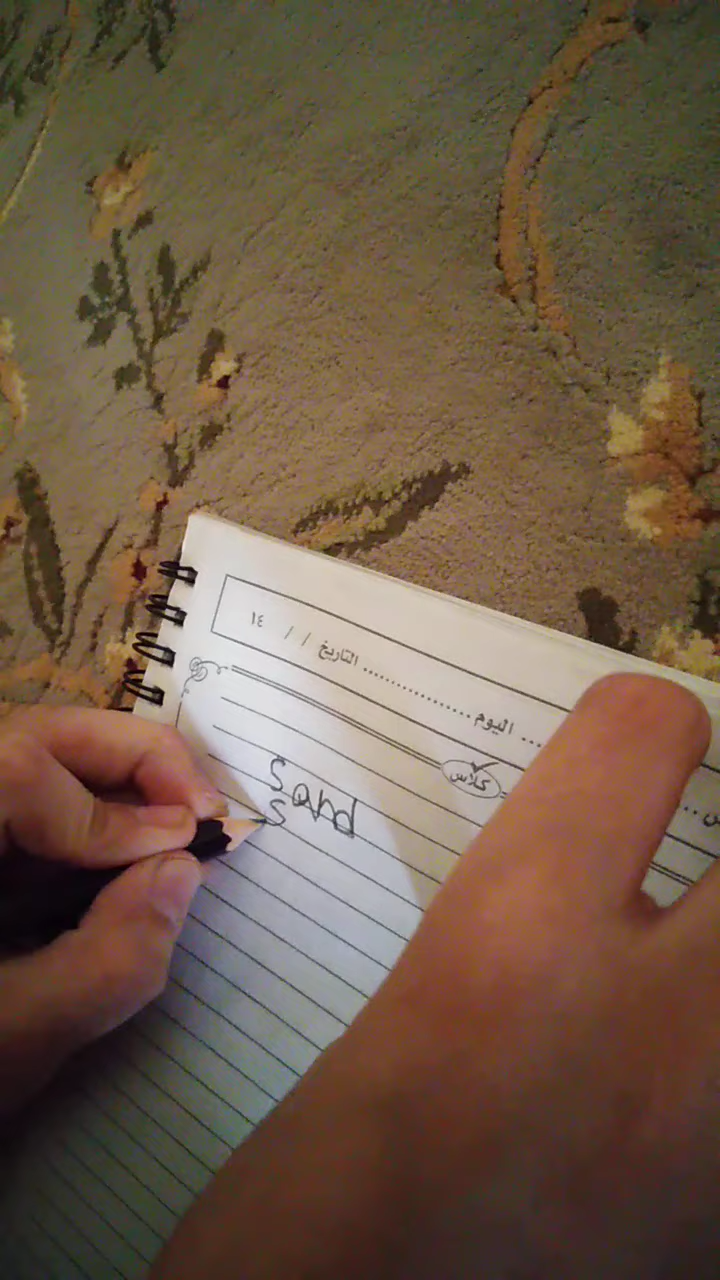 اليوم ............ التاريخ / / ١٤
كلاس
Sand
S